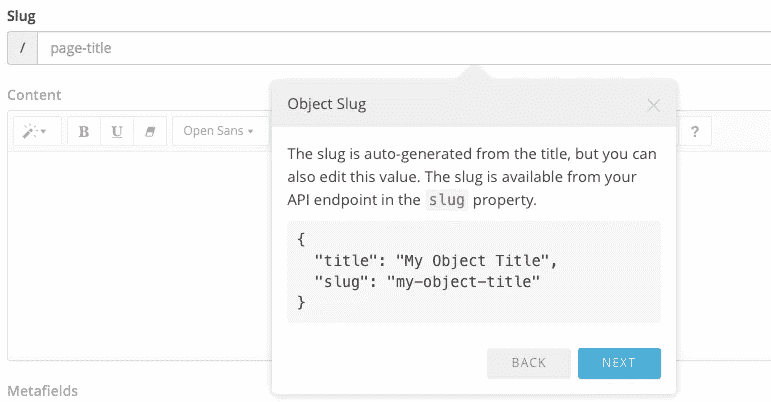 Slug
/ page-title
Content
B U Open Sans ?
Object Slug
The slug is auto-generated from the title, but you can
also edit this value. The slug is available from your
API endpoint in the slug property.
{
"title": "My Object Title",
"slug": "my-object-title"
}
BACK NEXT
Metafields